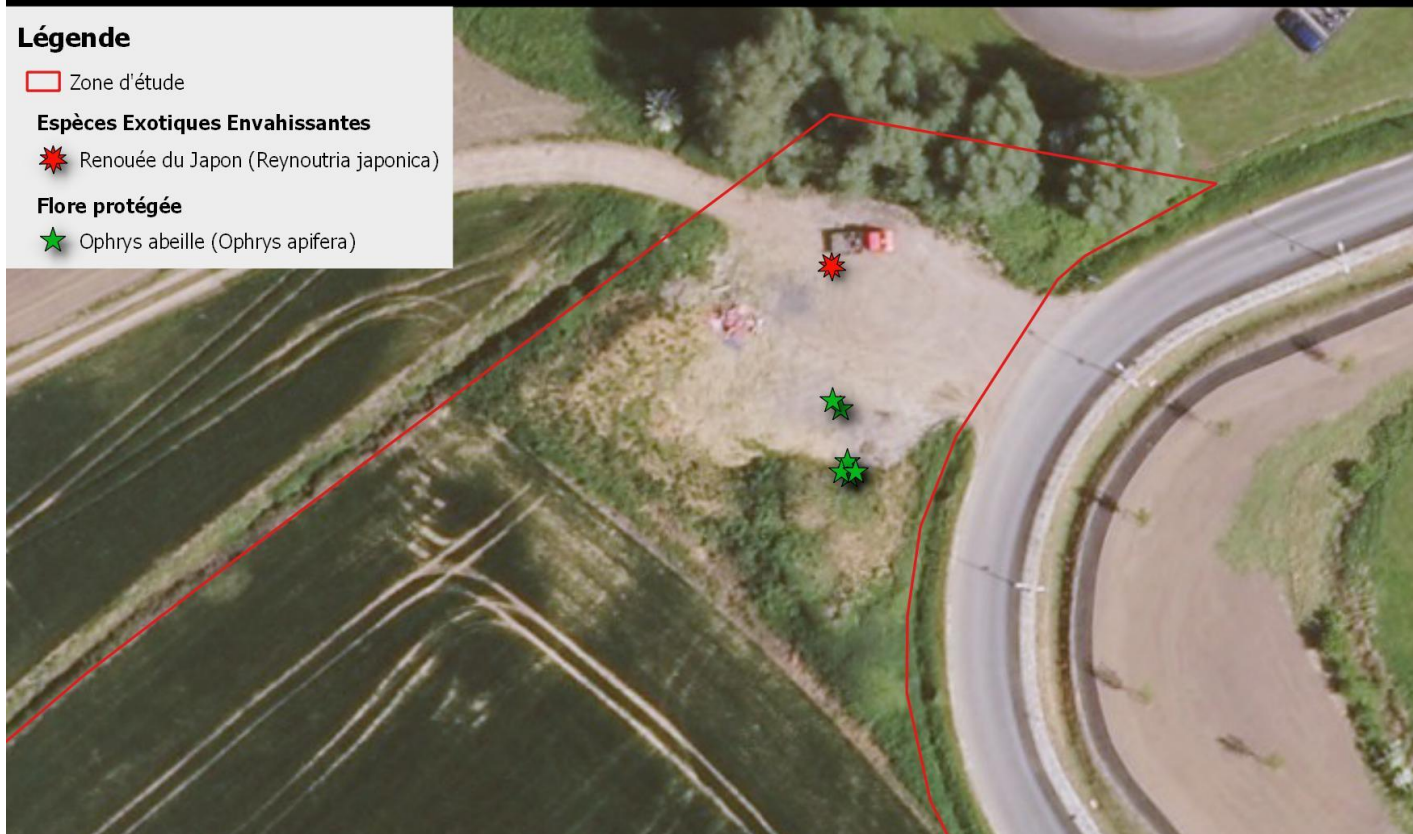 Légende
Zone d'étude
Espèces Exotiques Envahissantes
Renouée du Japon (Reynoutria japonica)
Flore protégée
Ophrys abeille (Ophrys apifera)